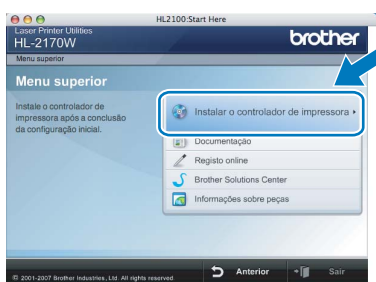 HL2100:Start Here
Laser Printer Utilities
HL-2170W
brother
Menu superior
Menu superior
Instale o controlador de
impressora após a conclusão
da configuração inicial.
Instalar o controlador de impressora
Documentação
Registo online
Brother Solutions Center
Informações sobre peças
© 2001-2007 Brother Industries, Ltd. All rights reserved
Anterior
Sair